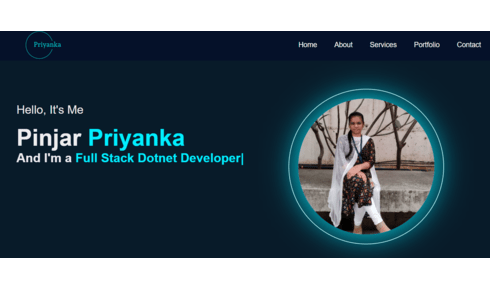 Priyanka
Home About Services Portfolio Contact
Hello, It's Me
Pinjar Priyanka
And I'm a Full Stack Dotnet Developer|